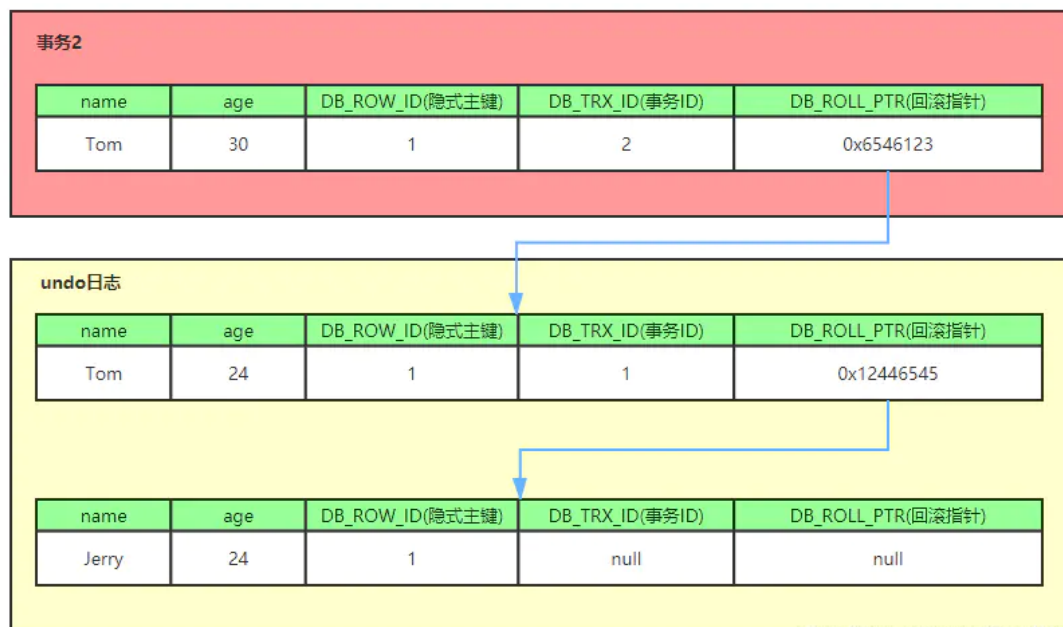 事务2
name age DB_ROW_ID(隐式主键) DB_TRX_ID(事务ID) DB_ROLL_PTR(回滚指针)
Tom 30 1 2 0x6546123
undo日志
name age DB_ROW_ID(隐式主键) DB_TRX_ID(事务ID) DB_ROLL_PTR(回滚指针)
Tom 24 1 1 0x12446545
name age DB_ROW_ID(隐式主键) DB_TRX_ID(事务ID) DB_ROLL_PTR(回滚指针)
Jerry 24 1 null null